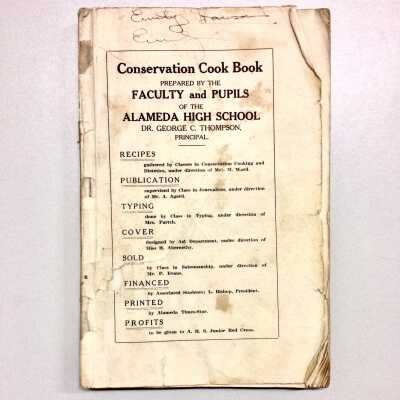 Emily Hansen
Em
Conservation Cook Book
PREPARED BY THE
FACULTY and PUPILS
OF THE
ALAMEDA HIGH SCHOOL
DR. GEORGE C. THOMPSON,
PRINCIPAL.
RECIPES
gathered by Classes in Conservation Cooking and
Dietetics, under direction of Mrs. M. Ward.
PUBLICATION
supervised by Class in Journalism, under direction
of Mr. A. Agard.
TYPING
done by Class in Typing, under direction of
Mrs. Parish.
COVER
designed by Art Department, under direction of
Miss H. Abernethy.
SOLD
by Class in Salesmanship, under direction of
Mr. P. Evans.
FINANCED
by Associated Students; L. Bishop, President.
PRINTED
by Alameda Times-Star.
PROFITS
to be given to A. H. S. Junior Red Cross.